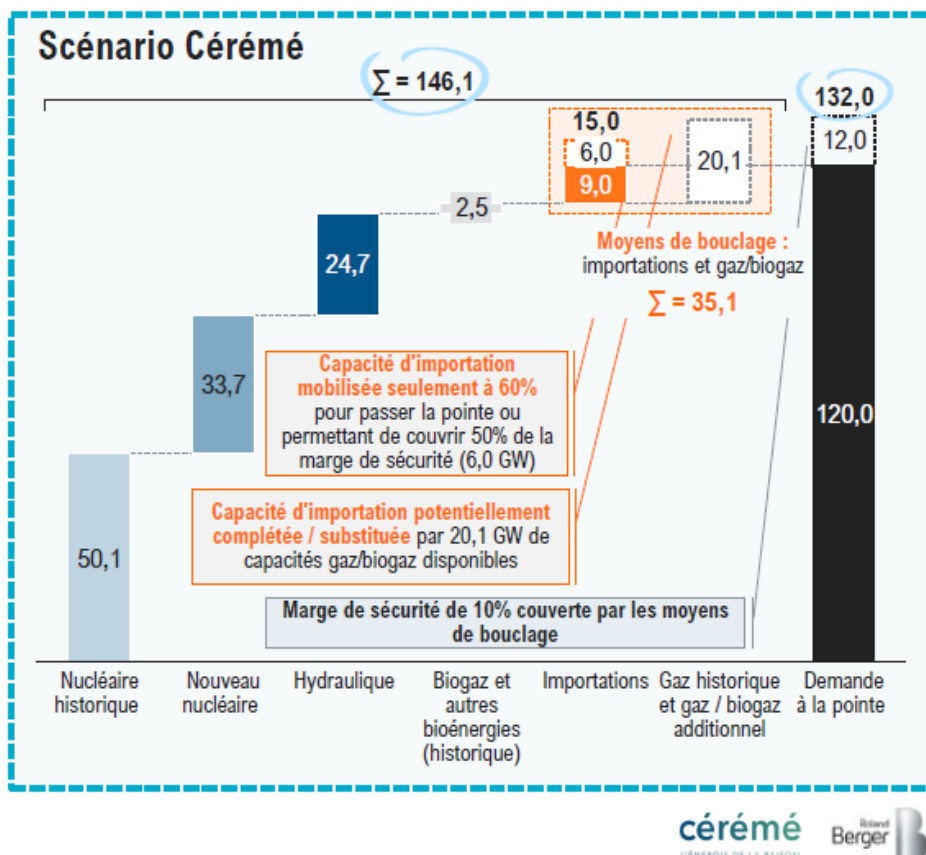 Scénario Cérémé
∑ = 146,1
132,0
15,0
6,0
9,0
20,1
12,0
2,5
24,7
Moyens de bouclage :
importations et gaz/biogaz
∑ = 35,1
Capacité d'importation
mobilisée seulement à 60%
pour passer la pointe ou
permettant de couvrir 50% de la
marge de sécurité (6,0 GW)
33,7
120,0
Capacité d'importation potentiellement
complétée / substituée par 20,1 GW de
capacités gaz/biogaz disponibles
50,1
Marge de sécurité de 10% couverte par les moyens
de bouclage
Nucléaire
historique
Nouveau
nucléaire
Hydraulique
Biogaz et
autres
bioénergies
(historique)
Importations
Gaz historique
et gaz / biogaz
additionnel
Demande
à la pointe
cérémé
Roland
Berger
B